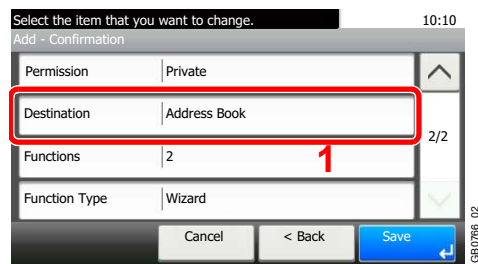 Select the item that you want to change. 10:10
Add - Confirmation
Permission Private
Destination Address Book
2/2
Functions 2 1
Function Type Wizard
Cancel < Back Save
GB0766_02